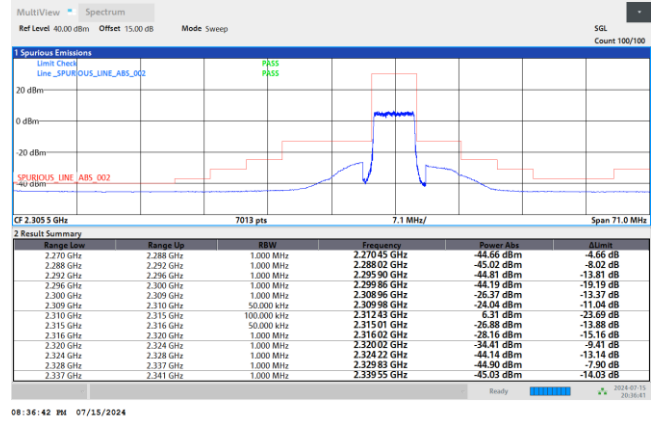 MultiView Spectrum
Ref Level 40.00 dBm Offset 15.00 dB Mode Sweep SGL
Count 100/100
1 Spurious Emissions
Limit Check PASS
Line _SPURIOUS_LINE_ABS_002 PASS
20 dBm
0 dBm
-20 dBm
SPURIOUS_LINE_ABS_002
-40 dBm
CF 2.305 5 GHz 7013 pts 7.1 MHz/ Span 71.0 MHz
2 Result Summary
Range Low Range Up RBW Frequency Power Abs ΔLimit
2.270 GHz 2.288 GHz 1.000 MHz 2.270 45 GHz -44.66 dBm -4.66 dB
2.288 GHz 2.292 GHz 1.000 MHz 2.288 02 GHz -45.02 dBm -8.02 dB
2.292 GHz 2.296 GHz 1.000 MHz 2.295 90 GHz -44.81 dBm -13.81 dB
2.296 GHz 2.300 GHz 1.000 MHz 2.299 86 GHz -44.19 dBm -19.19 dB
2.300 GHz 2.309 GHz 1.000 MHz 2.308 96 GHz -26.37 dBm -13.37 dB
2.309 GHz 2.310 GHz 50.000 kHz 2.309 98 GHz -24.04 dBm -11.04 dB
2.310 GHz 2.315 GHz 100.000 kHz 2.312 43 GHz 6.31 dBm -23.69 dB
2.315 GHz 2.316 GHz 50.000 kHz 2.315 01 GHz -26.88 dBm -13.88 dB
2.316 GHz 2.320 GHz 1.000 MHz 2.316 02 GHz -28.16 dBm -15.16 dB
2.320 GHz 2.324 GHz 1.000 MHz 2.320 02 GHz -34.41 dBm -9.41 dB
2.324 GHz 2.328 GHz 1.000 MHz 2.324 22 GHz -44.14 dBm -13.14 dB
2.328 GHz 2.337 GHz 1.000 MHz 2.329 83 GHz -44.90 dBm -7.90 dB
2.337 GHz 2.341 GHz 1.000 MHz 2.339 55 GHz -45.03 dBm -14.03 dB
Ready 2024-07-15
20:36:41
08:36:42 PM 07/15/2024